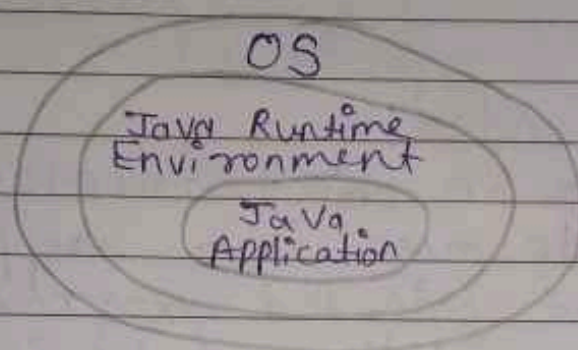 OS
Java Runtime
Environment
Java
Application